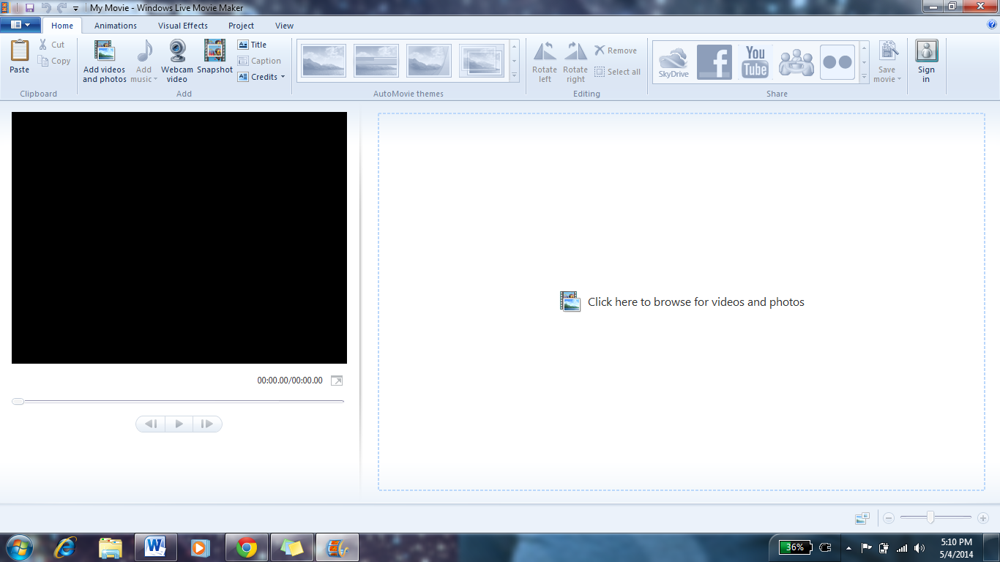 My Movie - Windows Live Movie Maker
Home Animations Visual Effects Project View
Paste
Cut
Copy
Clipboard
Add videos
and photos
Add
music
Webcam
video
Snapshot
Title
Caption
Credits
Add
AutoMovie themes
Rotate
left
Rotate
right
Remove
Select all
Editing
SkyDrive
f
You
Tube
Share
Save
movie
Sign
in
Click here to browse for videos and photos
00:00.00/00:00.00
W
36%
5:10 PM
5/4/2014